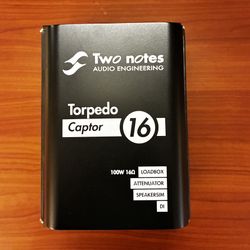 Two notes
AUDIO ENGINEERING
Torpedo
Captor 16
100W 16Ω LOADBOX
ATTENUATOR
SPEAKERSIM
DI